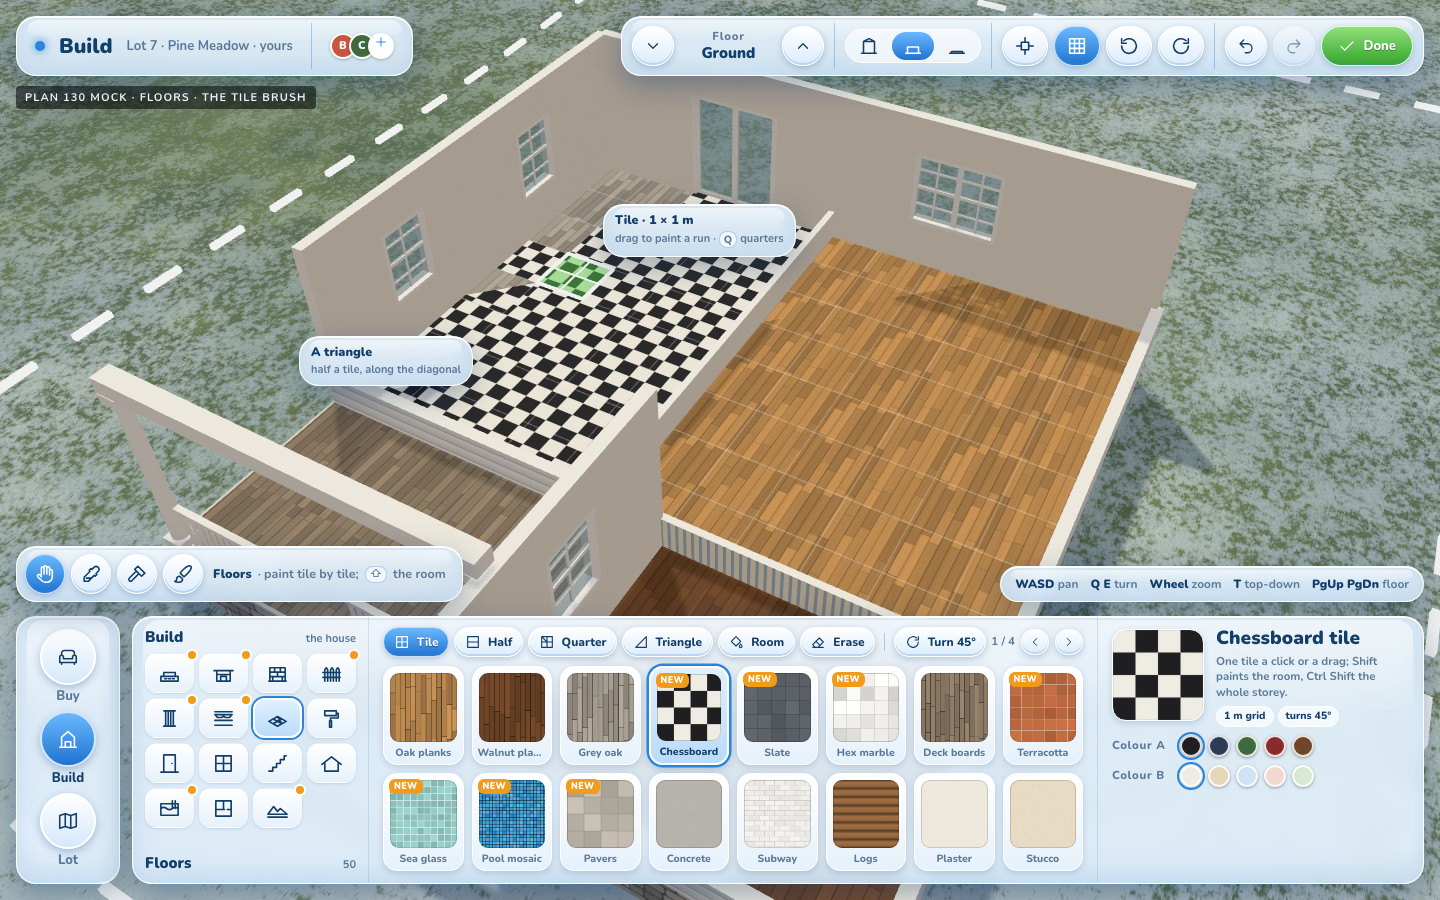 Build
Lot 7 · Pine Meadow · yours
B C +
Floor
Ground
Done
PLAN 130 MOCK · FLOORS · THE TILE BRUSH
Tile · 1 × 1 m
drag to paint a run · Q quarters
A triangle
half a tile, along the diagonal
Floors · paint tile by tile; the room
WASD pan Q E turn Wheel zoom T top-down PgUp PgDn floor
Buy
Build
Lot
Build
the house
Floors
50
Tile Half Quarter Triangle Room Erase Turn 45° 1 / 4
Oak planks
Walnut pla...
Grey oak
NEW
Chessboard
NEW
Slate
NEW
Hex marble
Deck boards
NEW
Terracotta
NEW
Sea glass
NEW
Pool mosaic
NEW
Pavers
Concrete
Subway
Logs
Plaster
Stucco
Chessboard tile
One tile a click or a drag; Shift
paints the room, Ctrl Shift the
whole storey.
1 m grid turns 45°
Colour A
Colour B